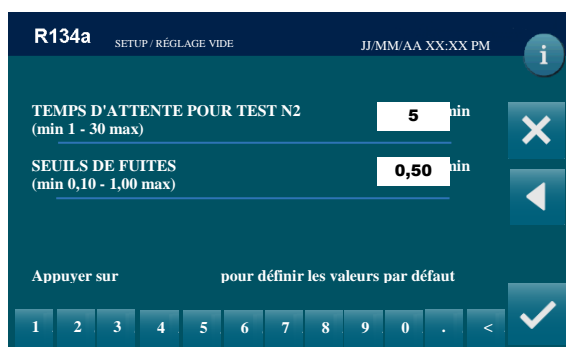 R134a SETUP / RÉGLAGE VIDE JJ/MM/AA XX:XX PM
i
TEMPS D'ATTENTE POUR TEST N2 5 min
(min 1 - 30 max)
SEUILS DE FUITES 0,50 min
(min 0,10 - 1,00 max)
Appuyer sur pour définir les valeurs par défaut
1 2 3 4 5 6 7 8 9 0 . <